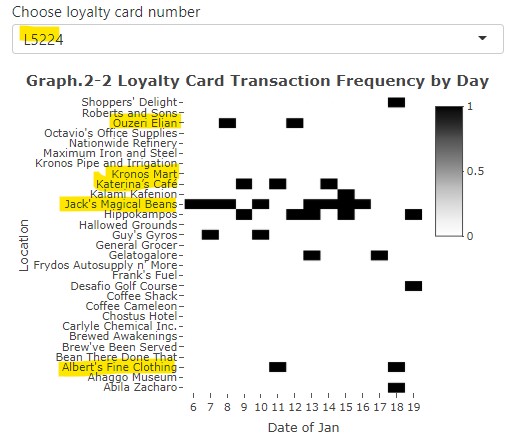 Choose loyalty card number
L5224
Graph.2-2 Loyalty Card Transaction Frequency by Day
Shoppers' Delight
Roberts and Sons
Ouzeri Elian
Octavio's Office Supplies
Nationwide Refinery
Maximum Iron and Steel
Kronos Pipe and Irrigation
Kronos Mart
Katerina's Café
Kalami Kafenion
Jack's Magical Beans
Hippokampos
Hallowed Grounds
Guy's Gyros
General Grocer
Gelatogalore
Frydos Autosupply n' More
Frank's Fuel
Desafio Golf Course
Coffee Shack
Coffee Cameleon
Chostus Hotel
Carlyle Chemical Inc.
Brewed Awakenings
Brew've Been Served
Bean There Done That
Albert's Fine Clothing
Ahaggo Museum
Abila Zacharo
Location
1
0.5
0
6 7 8 9 10 11 12 13 14 15 16 17 18 19
Date of Jan